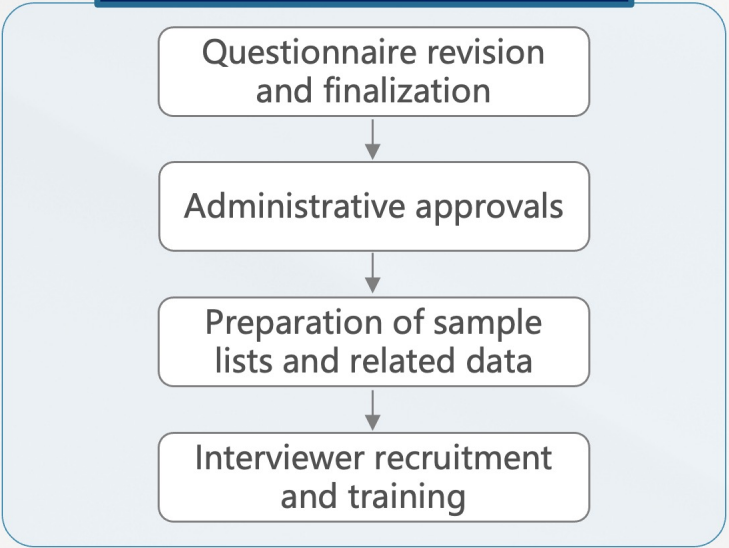 Questionnaire revision
and finalization
Administrative approvals
Preparation of sample
lists and related data
Interviewer recruitment
and training